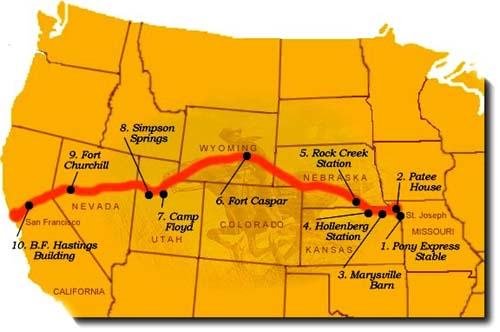 8. Simpson
Springs
WYOMING
5. Rock Creek
Station
9. Fort
Churchill
NEBRASKA
2. Patee
House
6. Fort Caspar
NEVADA
7. Camp
Floyd
St. Joseph
San Francisco
COLORADO
4. Hollenberg
Station
MISSOURI
UTAH
KANSAS
1. Pony Express
Stable
10. B.F. Hastings
Building
3. Marysville
Barn
CALIFORNIA